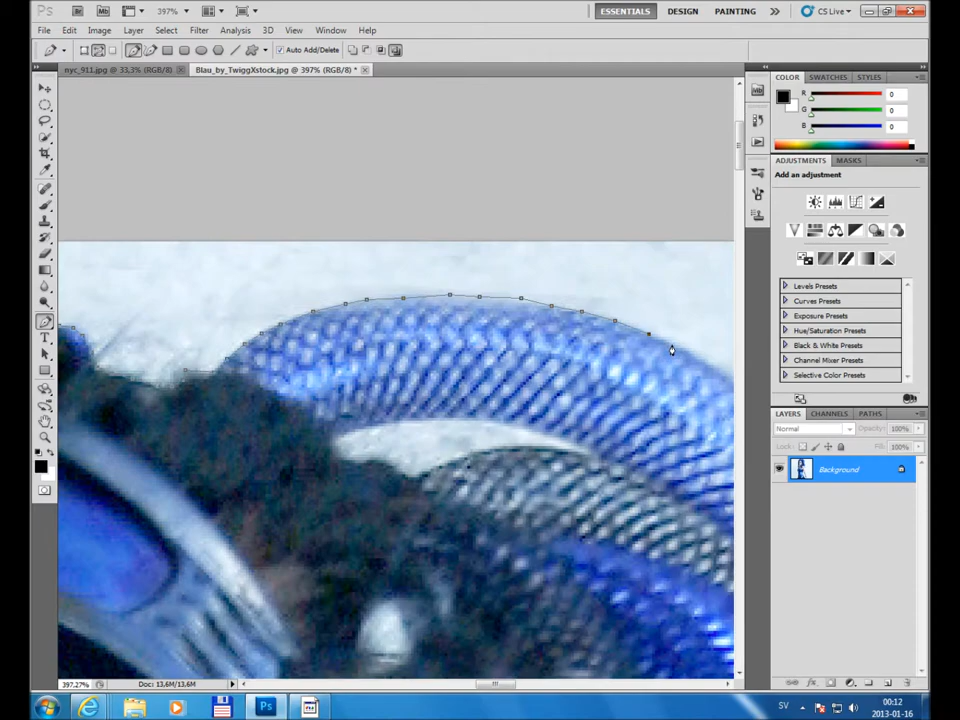 Ps Br Mb 397% ESSENTIALS DESIGN PAINTING CS Live
File Edit Image Layer Select Filter Analysis 3D View Window Help
Auto Add/Delete
nyc_911.jpg @ 33,3% (RGB/8) Blau_by_TwiggXstock.jpg @ 397% (RGB/8) *
COLOR SWATCHES STYLES
R 0
G 0
B 0
ADJUSTMENTS MASKS
Add an adjustment
Levels Presets
Curves Presets
Exposure Presets
Hue/Saturation Presets
Black & White Presets
Channel Mixer Presets
Selective Color Presets
LAYERS CHANNELS PATHS
Normal Opacity: 100%
Lock: Fill: 100%
Background
397,27% Doc: 13,6M/13,6M
Ps SV 00:12
2013-01-16